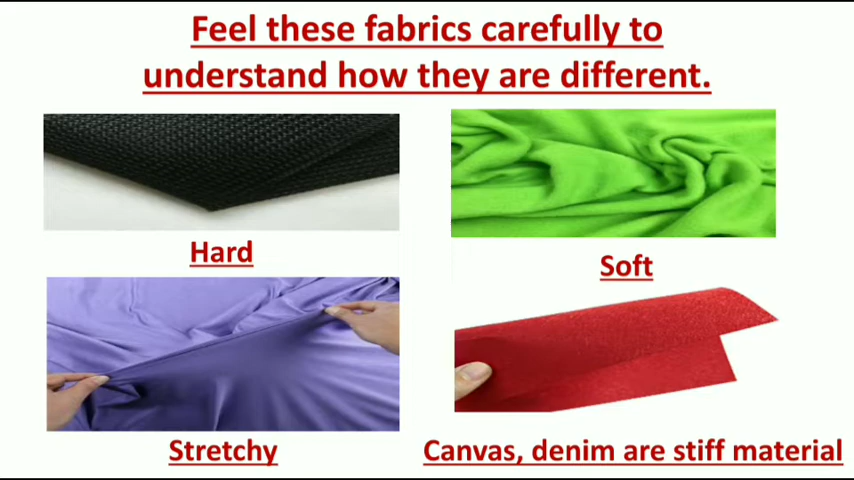 Feel these fabrics carefully to
understand how they are different.
Hard
Soft
Stretchy
Canvas, denim are stiff material